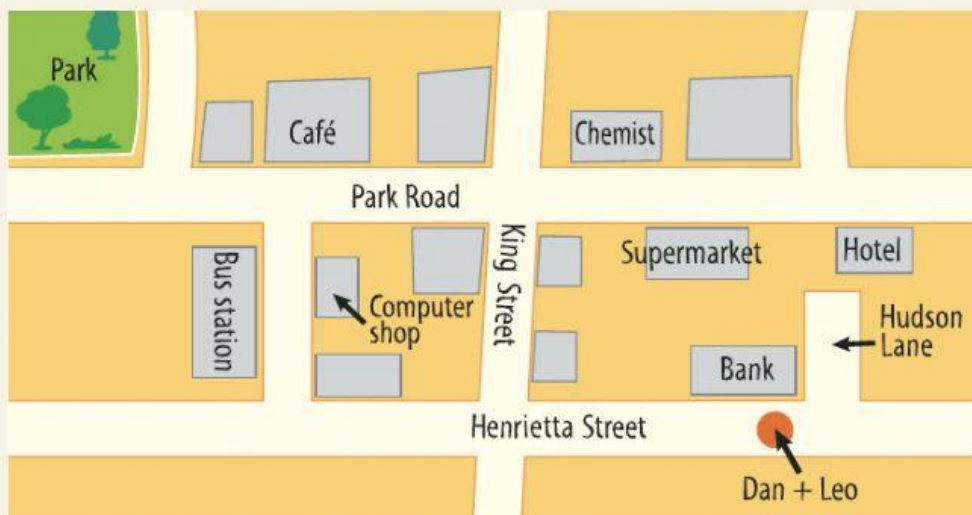 Park
Café
Chemist
Park Road
King Street
Supermarket
Hotel
Bus station
Computer
shop
Hudson
Lane
Bank
Henrietta Street
Dan + Leo